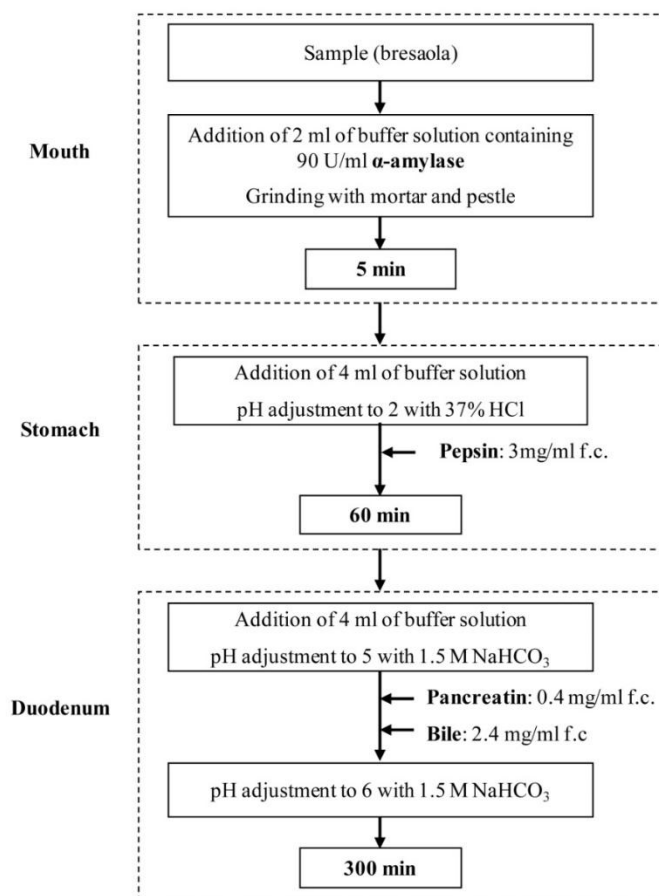 Mouth
Sample (bresaola)
Addition of 2 ml of buffer solution containing
90 U/ml α-amylase
Grinding with mortar and pestle
5 min
Stomach
Addition of 4 ml of buffer solution
pH adjustment to 2 with 37% HCl
Pepsin: 3mg/ml f.c.
60 min
Duodenum
Addition of 4 ml of buffer solution
pH adjustment to 5 with 1.5 M NaHCO₃
Pancreatin: 0.4 mg/ml f.c.
Bile: 2.4 mg/ml f.c
pH adjustment to 6 with 1.5 M NaHCO₃
300 min